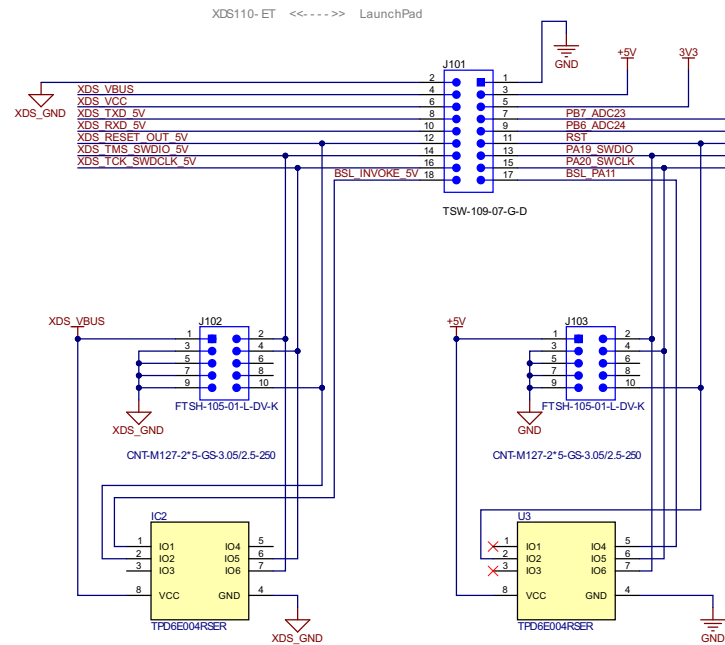 XDS110-ET <<---->> LaunchPad
+5V 3V3
J101
GND
XDS_GND
2 1
XDS_VBUS 4 3
XDS_VCC 6 5
XDS_TXD_5V 8 7 PB7_ADC23
XDS_RXD_5V 10 9 PB6_ADC24
XDS_RESET_OUT_5V 12 11 RST
XDS_TMS_SWDIO_5V 14 13 PA19_SWDIO
XDS_TCK_SWDCLK_5V 16 15 PA20_SWCLK
BSL_INVOKE_5V 18 17 BSL_PA11
TSW-109-07-G-D
XDS_VBUS J102 +5V J103
1 2 1 2
3 4 3 4
5 6 5 6
7 8 7 8
9 10 9 10
FTSH-105-01-L-DV-K FTSH-105-01-L-DV-K
XDS_GND GND
CNT-M127-2*5-GS-3.05/2.5-250 CNT-M127-2*5-GS-3.05/2.5-250
IC2 U3
1 IO1 IO4 5 1 IO1 IO4 5
2 IO2 IO5 6 2 IO2 IO5 6
3 IO3 IO6 7 3 IO3 IO6 7
8 VCC GND 4 8 VCC GND 4
TPD6E004RSER TPD6E004RSER
XDS_GND GND